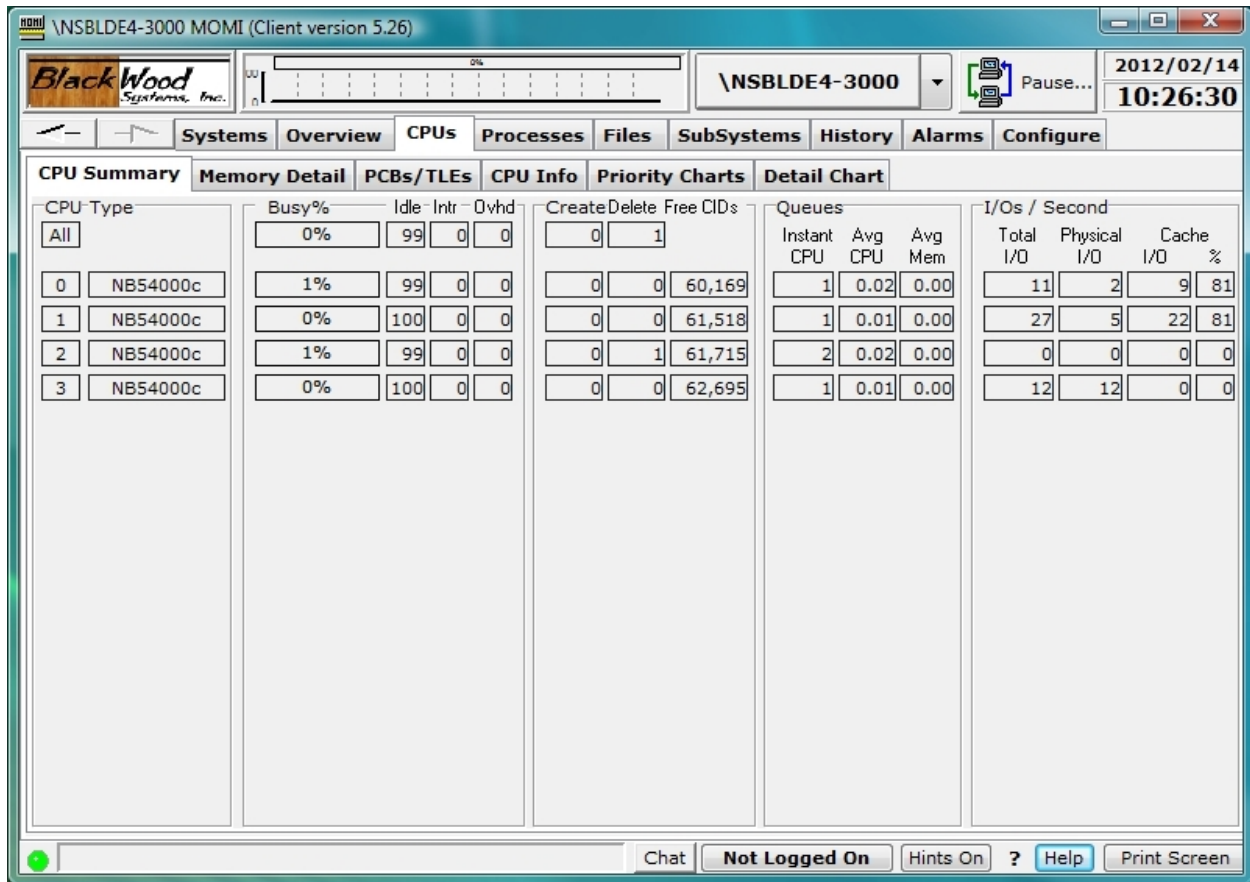 MOMI \NSBLDE4-3000 MOMI (Client version 5.26)
BlackWood Systems, Inc.
0% 0
\NSBLDE4-3000 Pause... 2012/02/14
10:26:30
Systems Overview CPUs Processes Files SubSystems History Alarms Configure
CPU Summary Memory Detail PCBs/TLEs CPU Info Priority Charts Detail Chart
CPU Type Busy% Idle Intr Ovhd Create Delete Free CIDs Queues I/Os / Second
All 0% 99 0 0 0 1 Instant Avg Avg Total Physical Cache
CPU CPU Mem I/O I/O I/O %
0 NB54000c 1% 99 0 0 0 0 60,169 1 0.02 0.00 11 2 9 81
1 NB54000c 0% 100 0 0 0 0 61,518 1 0.01 0.00 27 5 22 81
2 NB54000c 1% 99 0 0 0 1 61,715 2 0.02 0.00 0 0 0 0
3 NB54000c 0% 100 0 0 0 0 62,695 1 0.01 0.00 12 12 0 0
Chat Not Logged On Hints On ? Help Print Screen